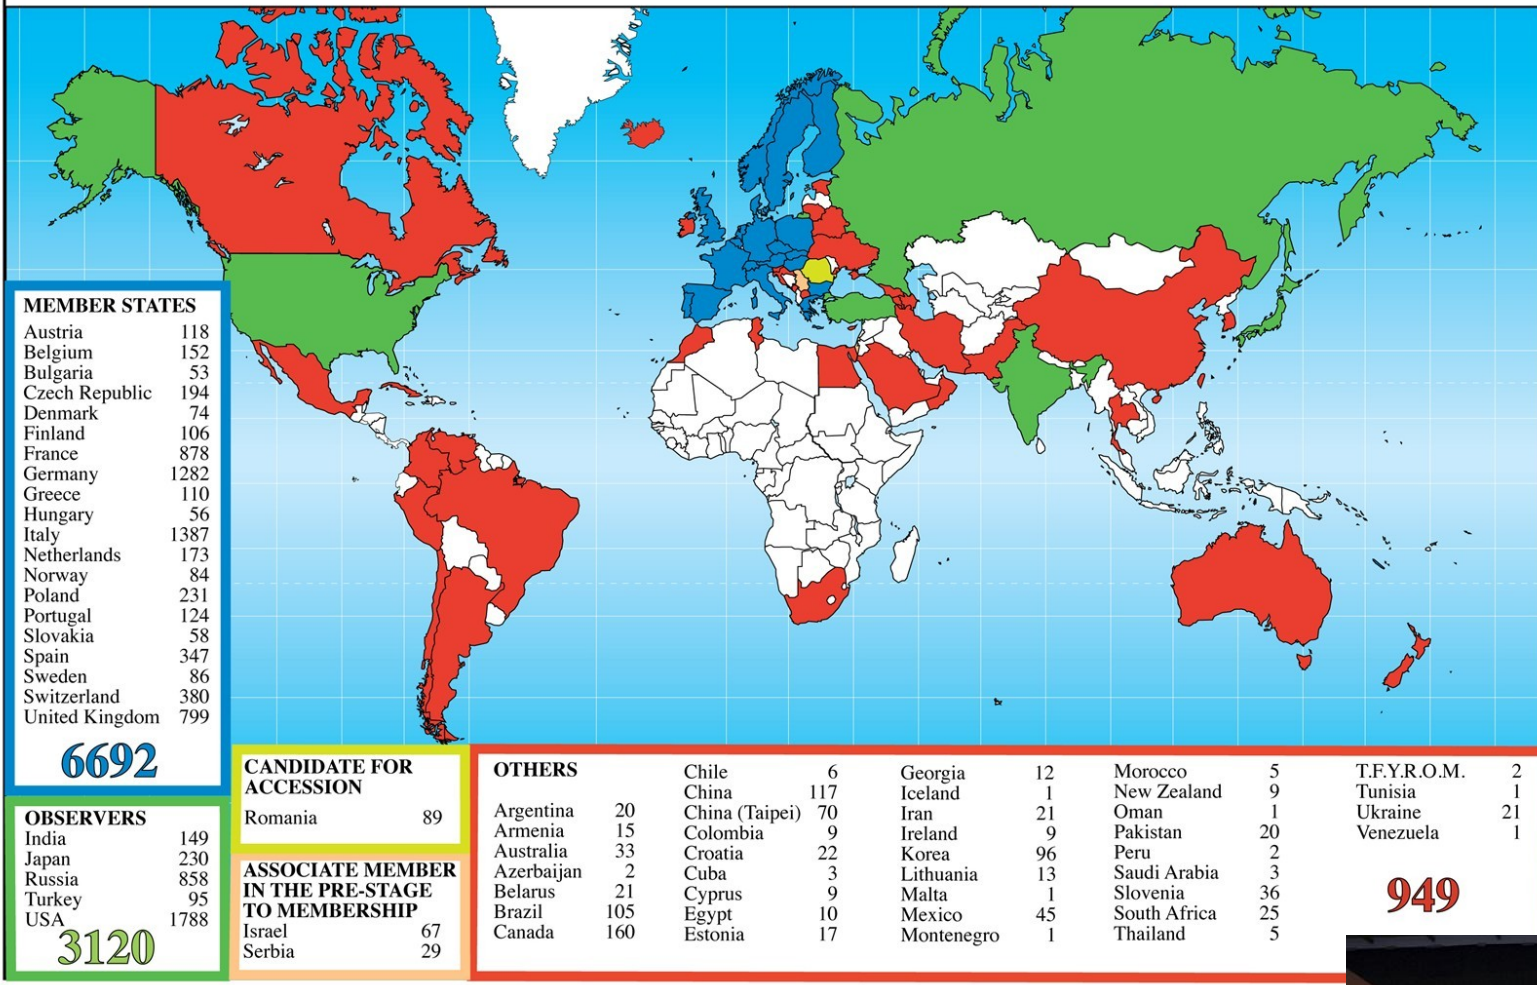 MEMBER STATES
Austria 118
Belgium 152
Bulgaria 53
Czech Republic 194
Denmark 74
Finland 106
France 878
Germany 1282
Greece 110
Hungary 56
Italy 1387
Netherlands 173
Norway 84
Poland 231
Portugal 124
Slovakia 58
Spain 347
Sweden 86
Switzerland 380
United Kingdom 799
6692
OBSERVERS
India 149
Japan 230
Russia 858
Turkey 95
USA 1788
3120
CANDIDATE FOR
ACCESSION
Romania 89
ASSOCIATE MEMBER
IN THE PRE-STAGE
TO MEMBERSHIP
Israel 67
Serbia 29
OTHERS
Argentina 20
Armenia 15
Australia 33
Azerbaijan 2
Belarus 21
Brazil 105
Canada 160
Chile 6
China 117
China (Taipei) 70
Colombia 9
Croatia 22
Cuba 3
Cyprus 9
Egypt 10
Estonia 17
Georgia 12
Iceland 1
Iran 21
Ireland 9
Korea 96
Lithuania 13
Malta 1
Mexico 45
Montenegro 1
Morocco 5
New Zealand 9
Oman 1
Pakistan 20
Peru 2
Saudi Arabia 3
Slovenia 36
South Africa 25
Thailand 5
T.F.Y.R.O.M. 2
Tunisia 1
Ukraine 21
Venezuela 1
949